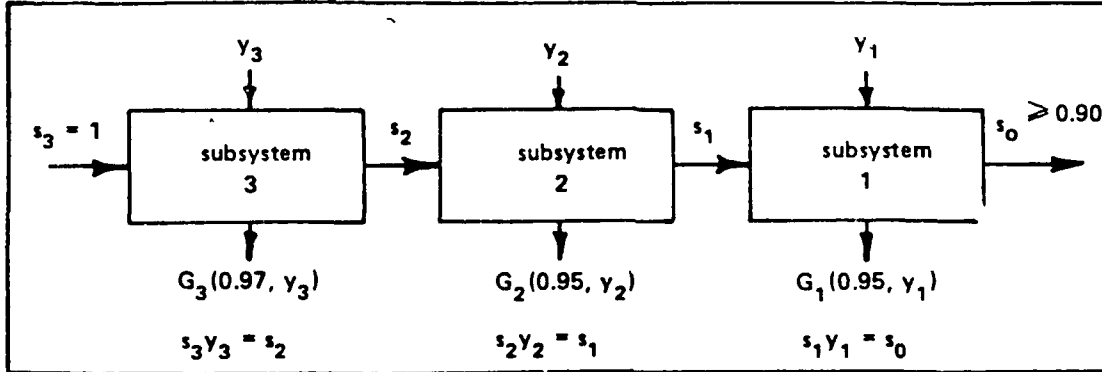 y₃ y₂ y₁
s₃ = 1 s₂ s₁ s₀ ⩾ 0.90
subsystem 3 subsystem 2 subsystem 1
G₃(0.97, y₃) G₂(0.95, y₂) G₁(0.95, y₁)
s₃y₃ = s₂ s₂y₂ = s₁ s₁y₁ = s₀